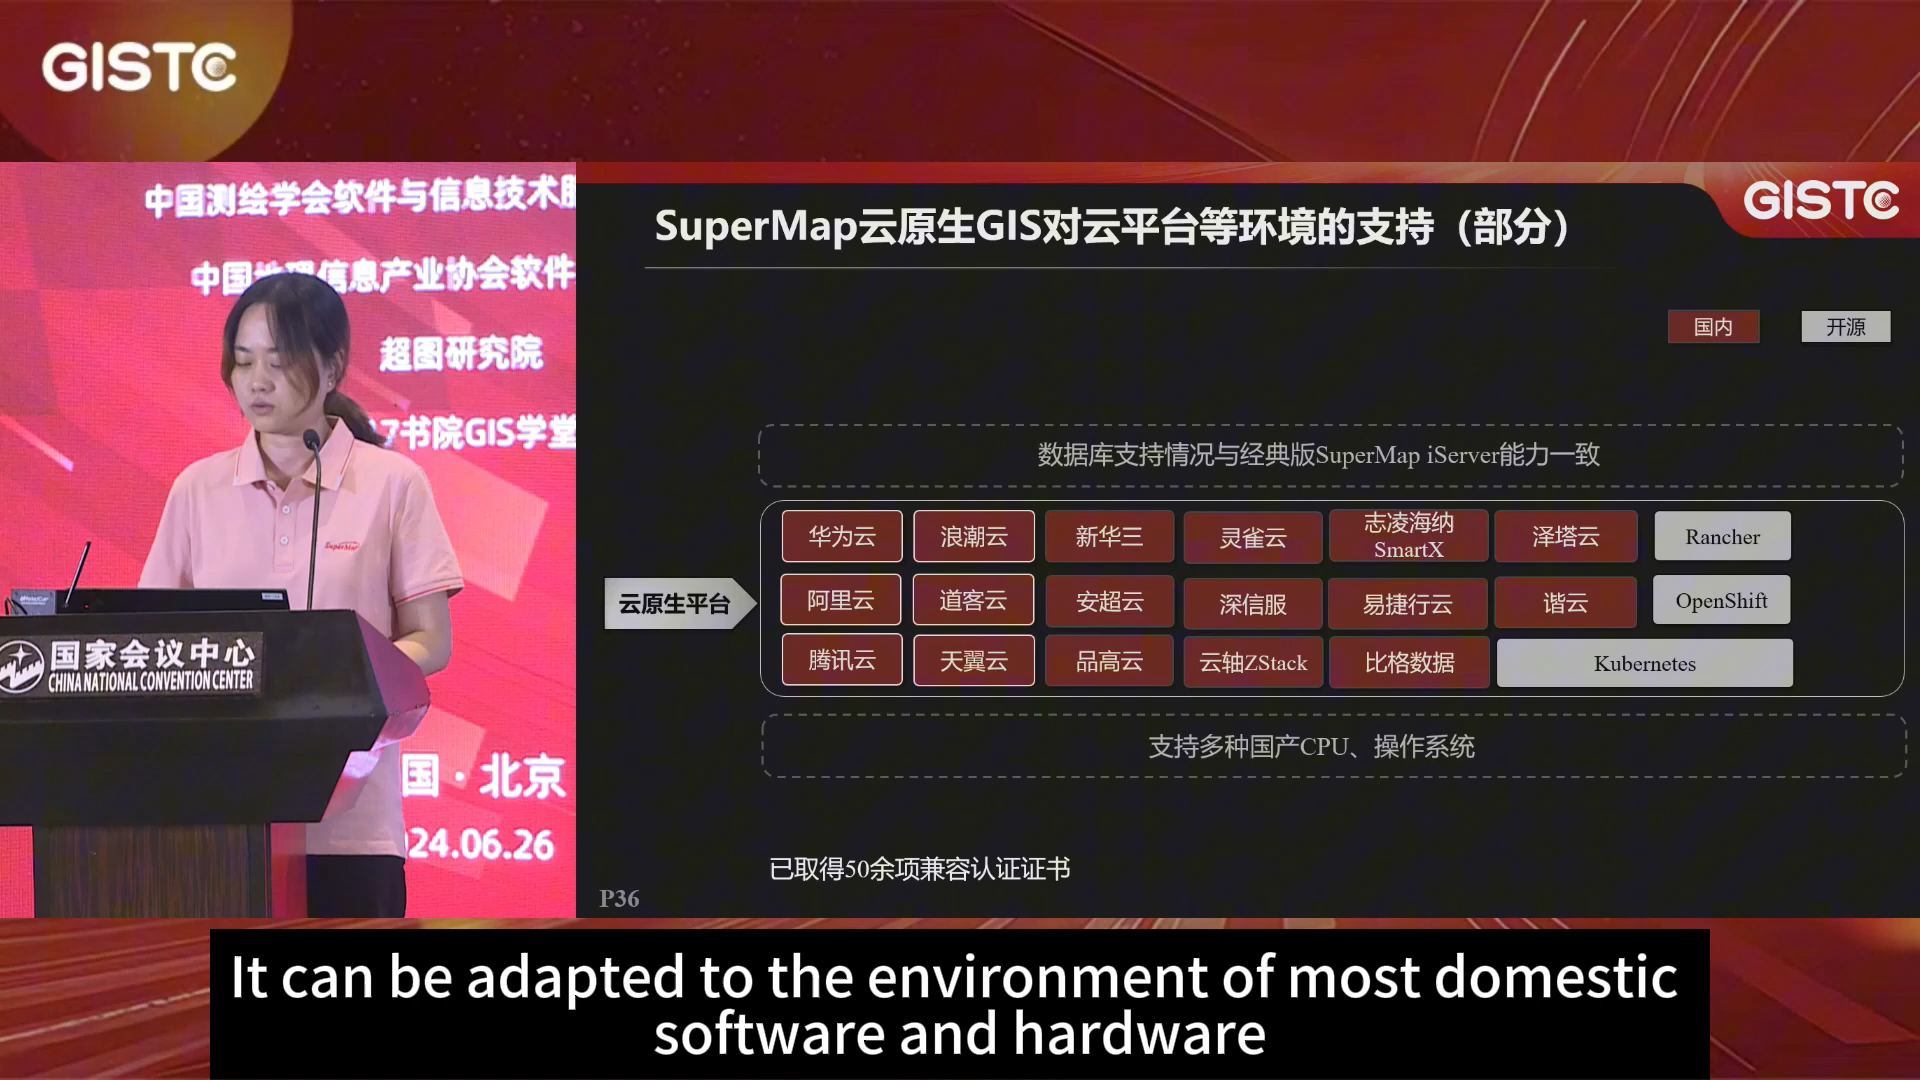 GISTC
中国测绘学会软件与信息技术
中国地理信息产业协会软件
超图研究院
7书院GIS学堂
SuperMap
国家会议中心
CHINA NATIONAL CONVENTION CENTER
国·北京
24.06.26
GISTC
SuperMap云原生GIS对云平台等环境的支持（部分）
国内
开源
数据库支持情况与经典版SuperMap iServer能力一致
云原生平台
华为云
浪潮云
新华三
灵雀云
志凌海纳
SmartX
泽塔云
Rancher
阿里云
道客云
安超云
深信服
易捷行云
谐云
OpenShift
腾讯云
天翼云
品高云
云轴ZStack
比格数据
Kubernetes
支持多种国产CPU、操作系统
已取得50余项兼容认证证书
P36
It can be adapted to the environment of most domestic
software and hardware